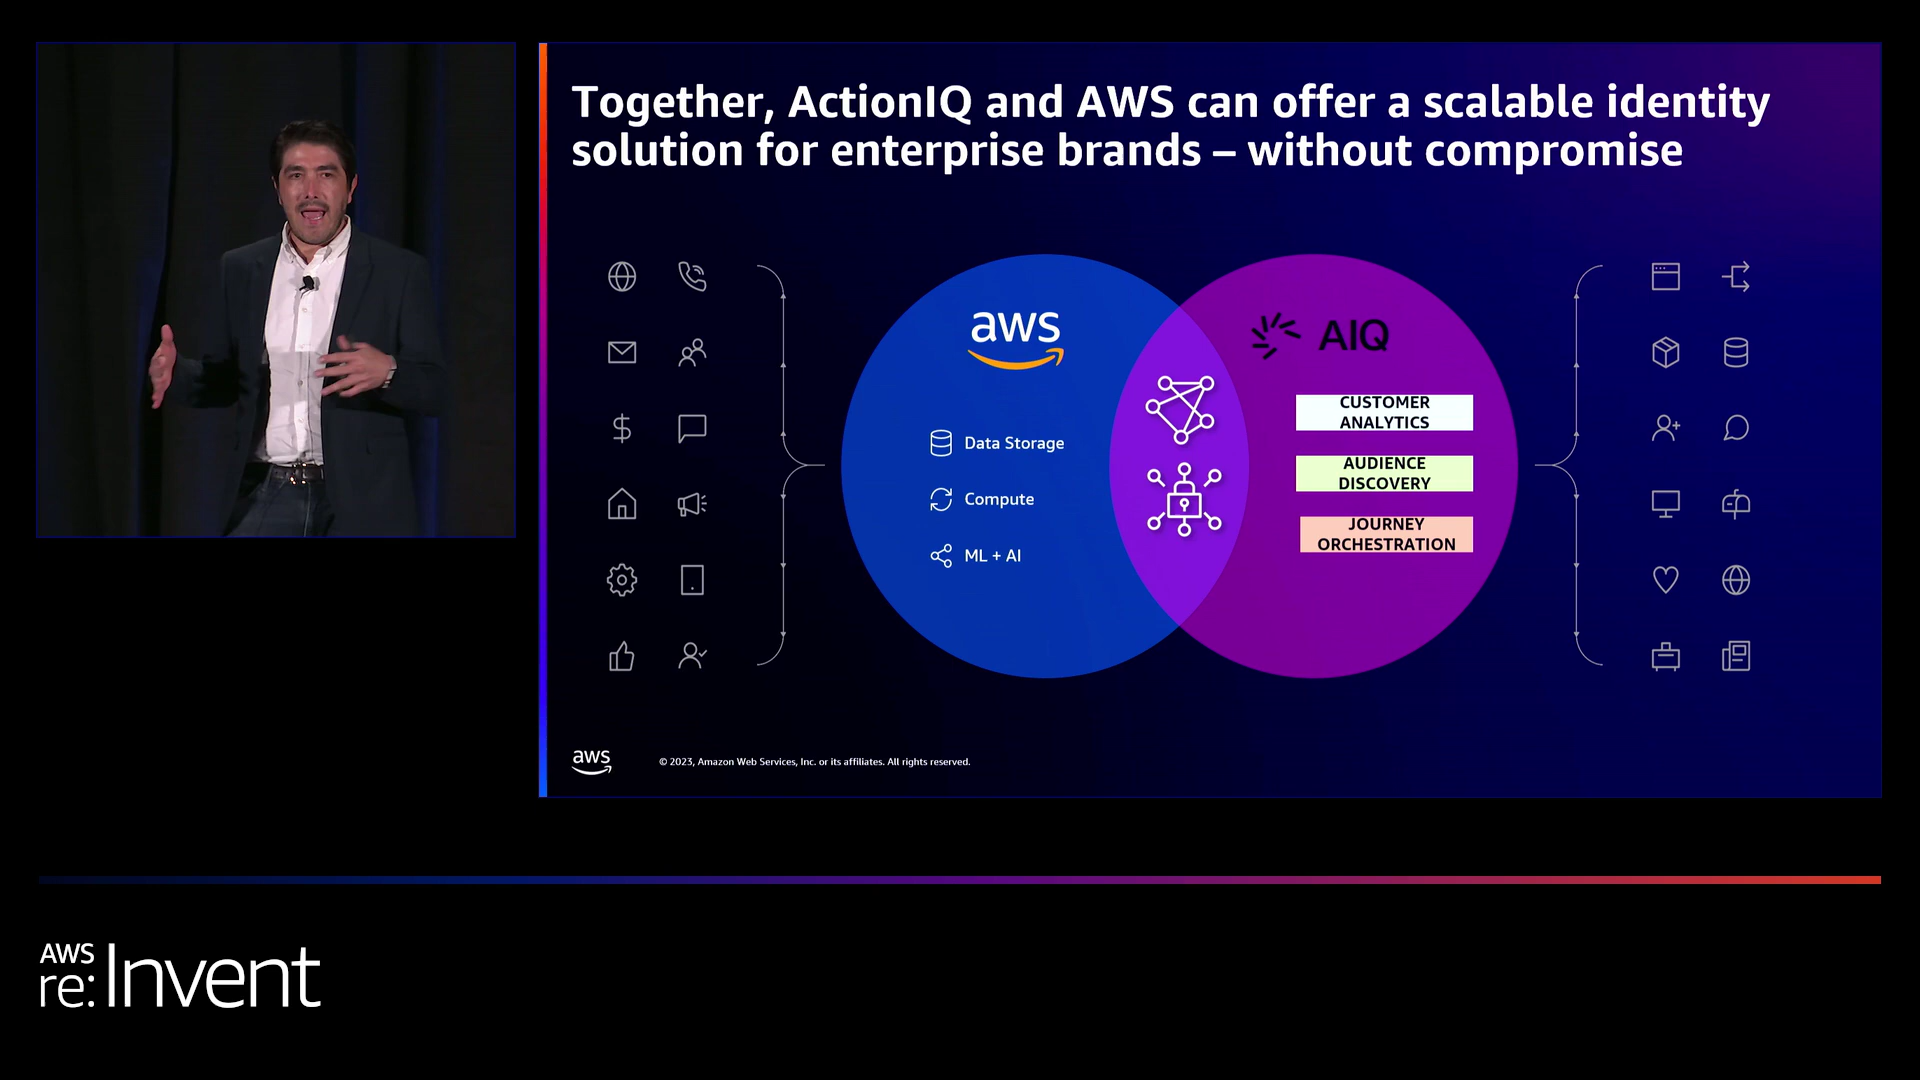 Together, ActionIQ and AWS can offer a scalable identity
solution for enterprise brands – without compromise
aws
Data Storage
Compute
ML + AI
AIQ
CUSTOMER
ANALYTICS
AUDIENCE
DISCOVERY
JOURNEY
ORCHESTRATION
aws
© 2023, Amazon Web Services, Inc. or its affiliates. All rights reserved.
AWS
re:Invent